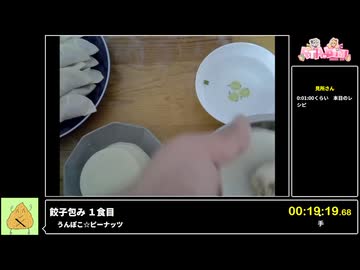 見所さん
0:01:00くらい　本日のレ
シピ
餃子包み １食目
うんぽこ☆ピーナッツ
00:19:19.68
手